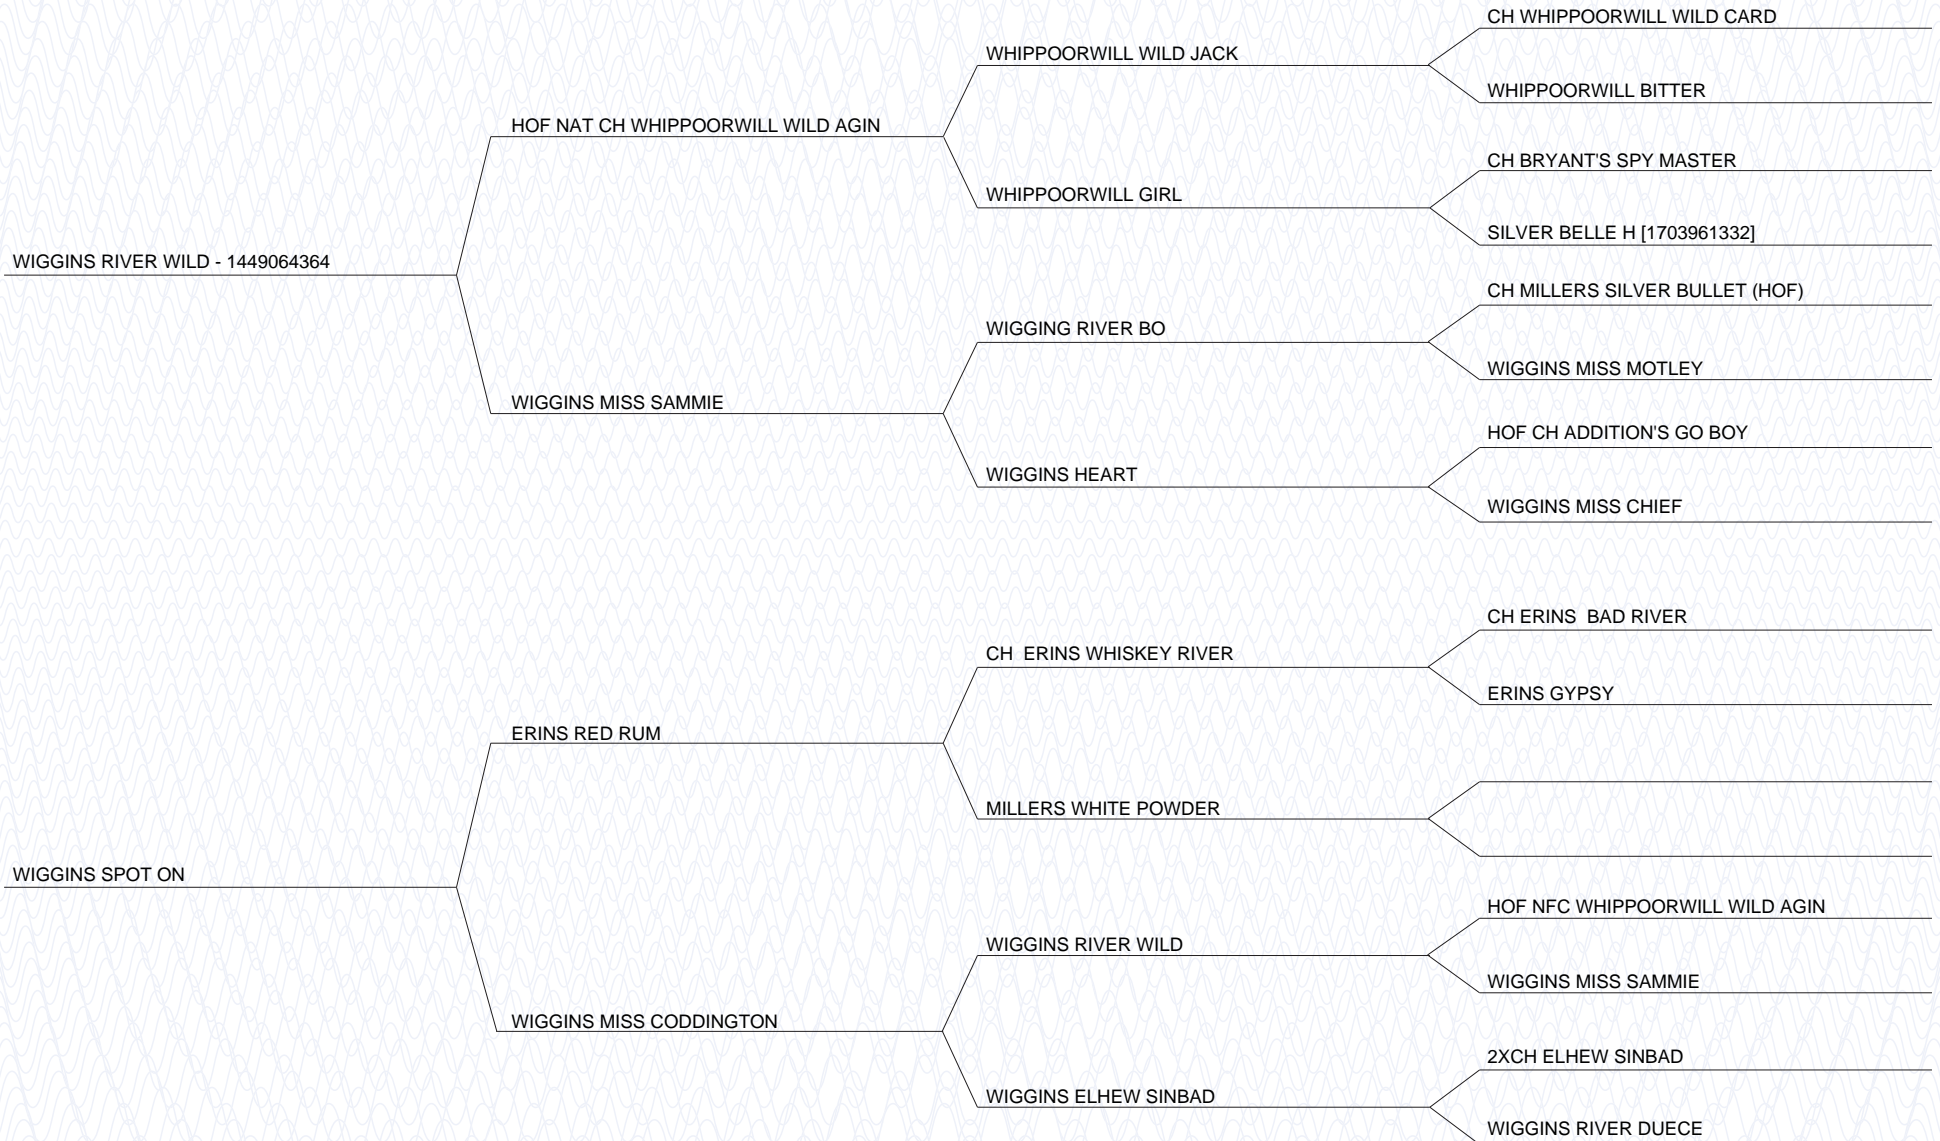 CH WHIPPOORWILL WILD CARD
WHIPPOORWILL WILD JACK
WHIPPOORWILL BITTER
HOF NAT CH WHIPPOORWILL WILD AGIN
CH BRYANT'S SPY MASTER
WHIPPOORWILL GIRL
SILVER BELLE H [1703961332]
WIGGINS RIVER WILD - 1449064364
CH MILLERS SILVER BULLET (HOF)
WIGGING RIVER BO
WIGGINS MISS MOTLEY
WIGGINS MISS SAMMIE
HOF CH ADDITION'S GO BOY
WIGGINS HEART
WIGGINS MISS CHIEF
CH ERINS  BAD RIVER
CH  ERINS WHISKEY RIVER
ERINS GYPSY
ERINS RED RUM
MILLERS WHITE POWDER
WIGGINS SPOT ON
HOF NFC WHIPPOORWILL WILD AGIN
WIGGINS RIVER WILD
WIGGINS MISS SAMMIE
WIGGINS MISS CODDINGTON
2XCH ELHEW SINBAD
WIGGINS ELHEW SINBAD
WIGGINS RIVER DUECE